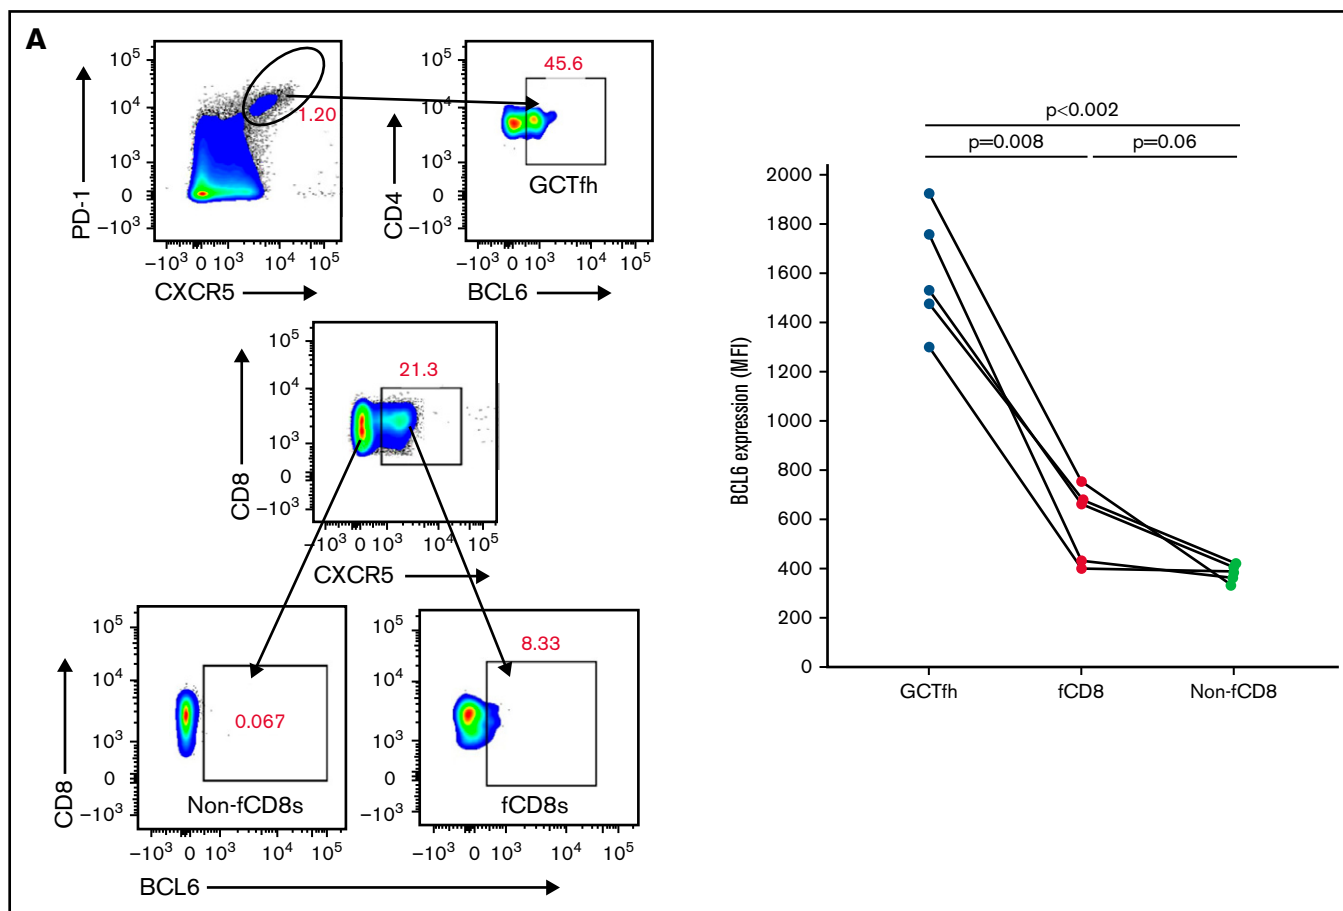 A
PD-1
10⁵
10⁴
10³
0
−10³
1.20
−10³ 0 10³ 10⁴ 10⁵
CXCR5
CD4
10⁵
10⁴
10³
0
−10³
45.6
GCTfh
−10³ 0 10³ 10⁴ 10⁵
BCL6
CD8
10⁵
10⁴
10³
0
−10³
21.3
−10³ 0 10³ 10⁴ 10⁵
CXCR5
CD8
10⁵
10⁴
10³
0
−10³
0.067
Non-fCD8s
−10³ 0 10³ 10⁴ 10⁵
10⁵
10⁴
10³
0
−10³
8.33
fCD8s
−10³ 0 10³ 10⁴ 10⁵
BCL6
p<0.002
p=0.008 p=0.06
BCL6 expression (MFI)
2000
1800
1600
1400
1200
1000
800
600
400
200
0
GCTfh fCD8 Non-fCD8